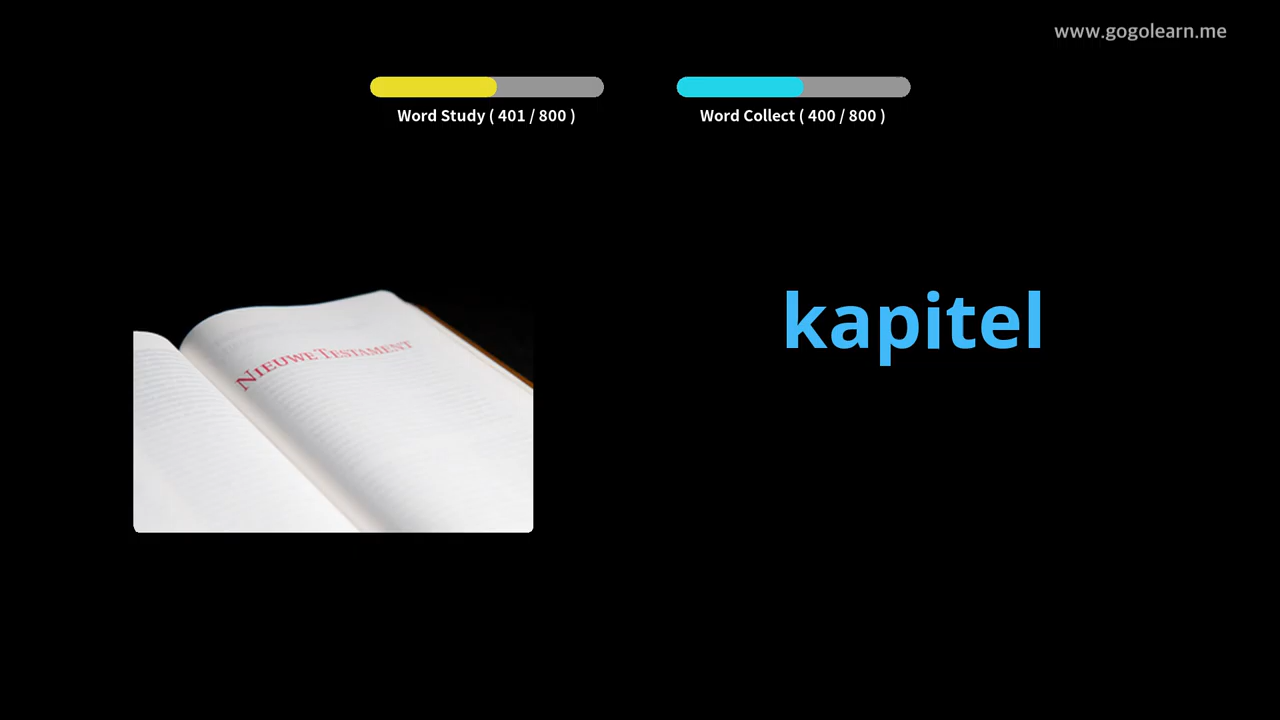 www.gogolearn.me
Word Study ( 401 / 800 )
Word Collect ( 400 / 800 )
kapitel
NIEUWE TESTAMENT